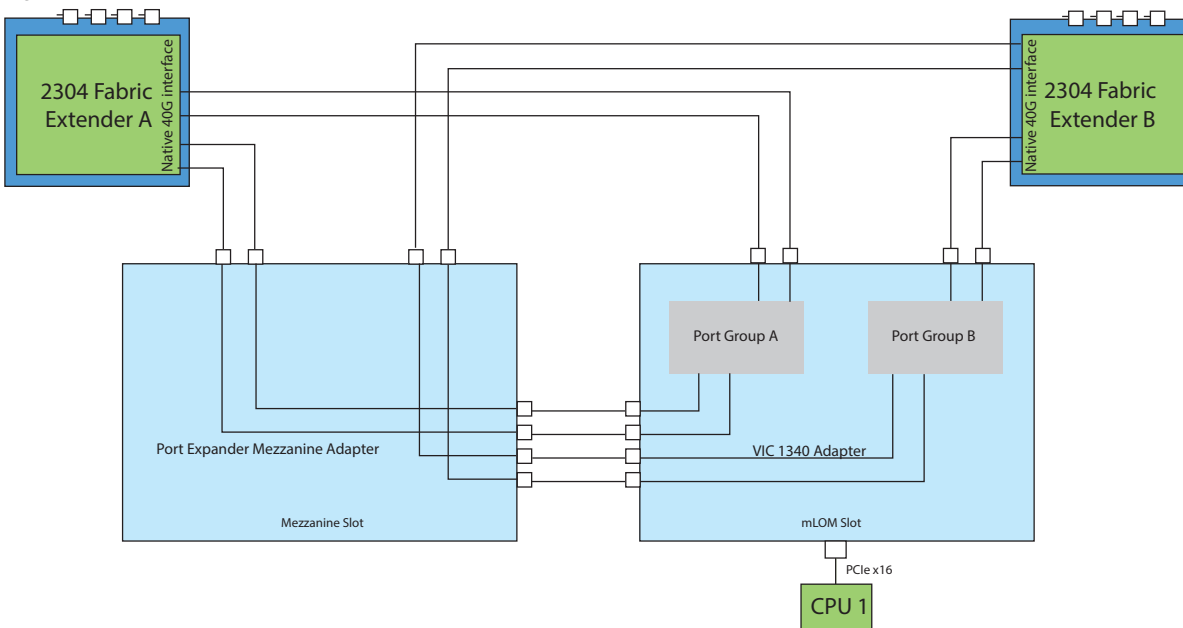 2304 Fabric
Extender A
Native 40G interface
2304 Fabric
Extender B
Native 40G interface
Port Group A
Port Group B
Port Expander Mezzanine Adapter
VIC 1340 Adapter
Mezzanine Slot
mLOM Slot
PCIe x16
CPU 1